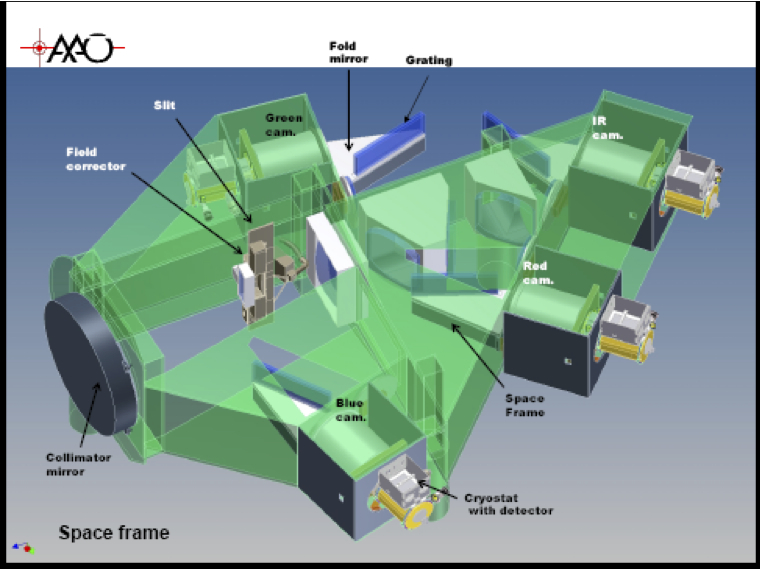 AAO
Fold
mirror
Grating
Slit
Green
cam.
IR
cam.
Field
corrector
Red
cam.
Space
Frame
Blue
cam.
Collimator
mirror
Cryostat
with detector
Space frame